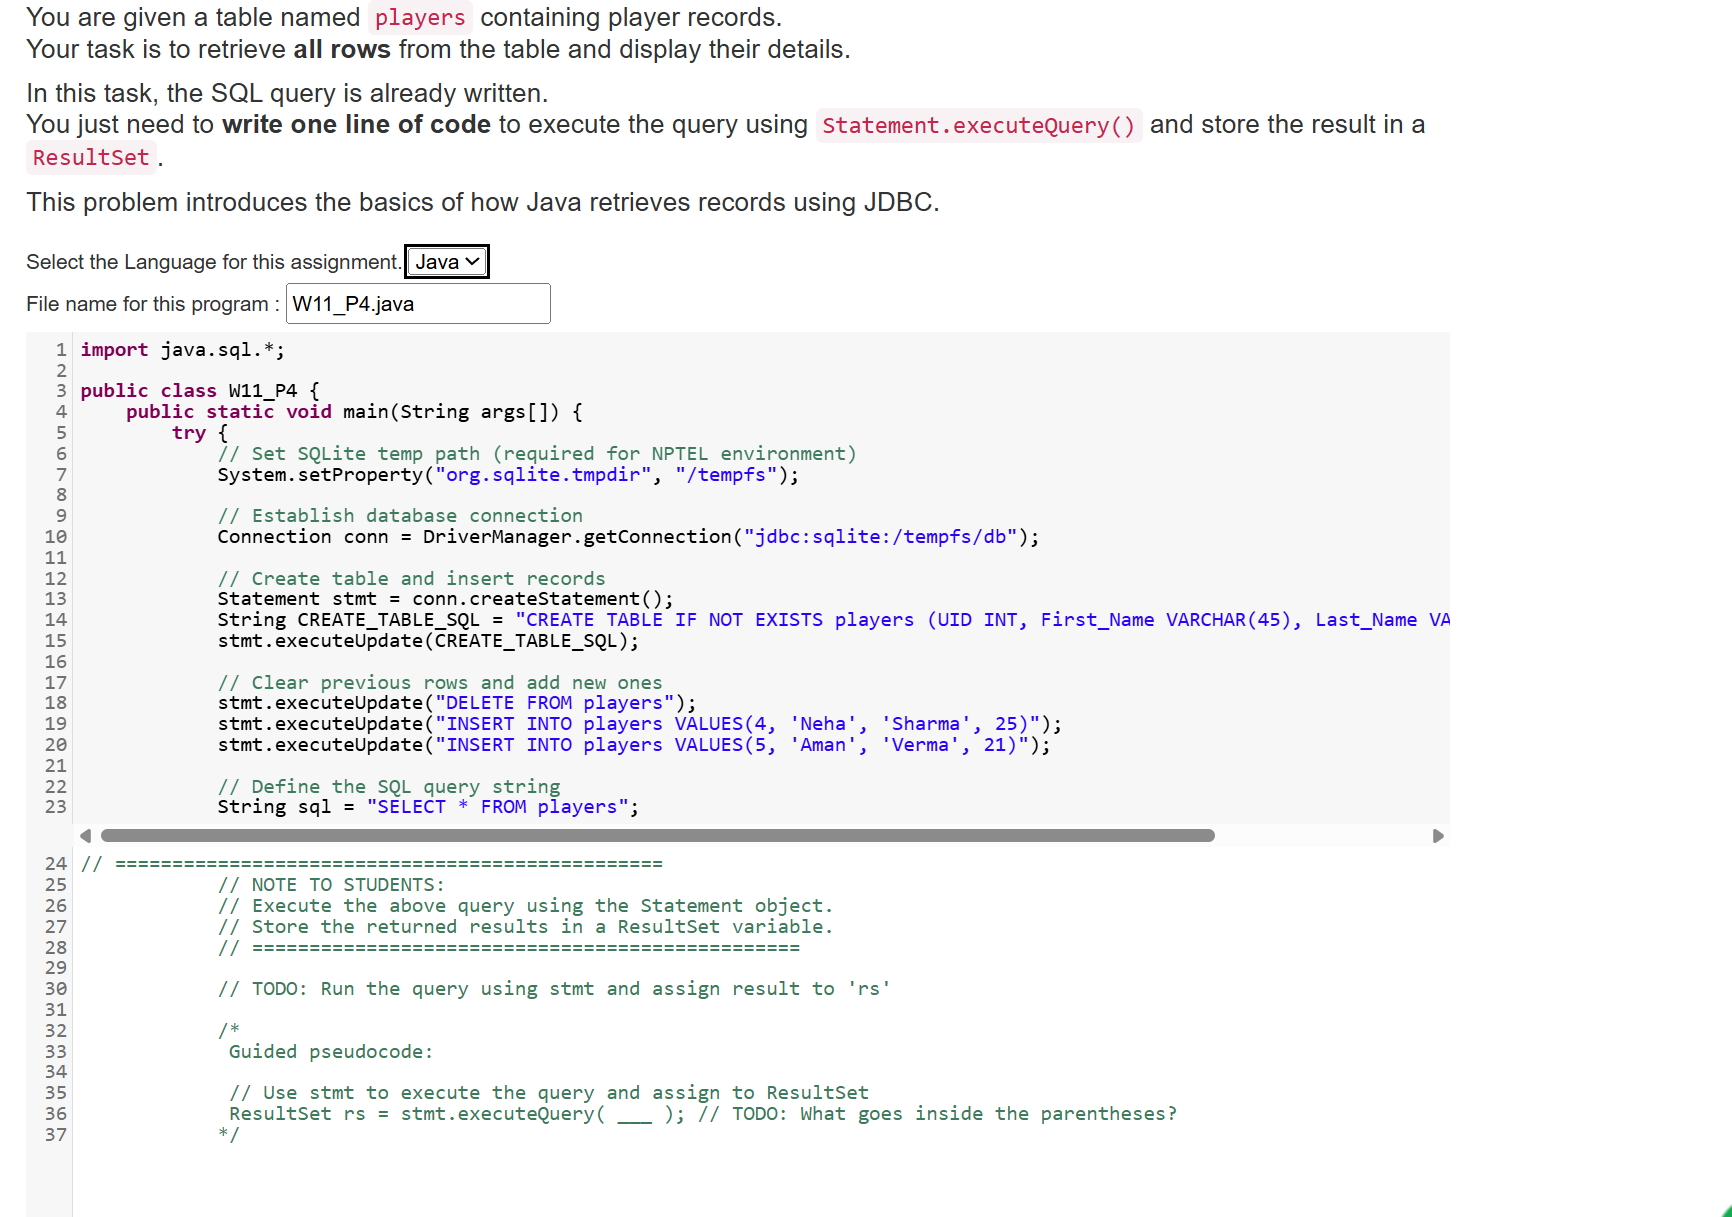 You are given a table named players containing player records.
Your task is to retrieve all rows from the table and display their details.
In this task, the SQL query is already written.
You just need to write one line of code to execute the query using Statement.executeQuery() and store the result in a
ResultSet.
This problem introduces the basics of how Java retrieves records using JDBC.
Select the Language for this assignment. Java
File name for this program : W11_P4.java
1 import java.sql.*;
2
3 public class W11_P4 {
4     public static void main(String args[]) {
5         try {
6             // Set SQLite temp path (required for NPTEL environment)
7             System.setProperty("org.sqlite.tmpdir", "/tempfs");
8
9             // Establish database connection
10             Connection conn = DriverManager.getConnection("jdbc:sqlite:/tempfs/db");
11
12             // Create table and insert records
13             Statement stmt = conn.createStatement();
14             String CREATE_TABLE_SQL = "CREATE TABLE IF NOT EXISTS players (UID INT, First_Name VARCHAR(45), Last_Name VA
15             stmt.executeUpdate(CREATE_TABLE_SQL);
16
17             // Clear previous rows and add new ones
18             stmt.executeUpdate("DELETE FROM players");
19             stmt.executeUpdate("INSERT INTO players VALUES(4, 'Neha', 'Sharma', 25)");
20             stmt.executeUpdate("INSERT INTO players VALUES(5, 'Aman', 'Verma', 21)");
21
22             // Define the SQL query string
23             String sql = "SELECT * FROM players";
24 // ================================================
25             // NOTE TO STUDENTS:
26             // Execute the above query using the Statement object.
27             // Store the returned results in a ResultSet variable.
28             // ================================================
29
30             // TODO: Run the query using stmt and assign result to 'rs'
31
32             /*
33              Guided pseudocode:
34
35              // Use stmt to execute the query and assign to ResultSet
36              ResultSet rs = stmt.executeQuery( ___ ); // TODO: What goes inside the parentheses?
37             */